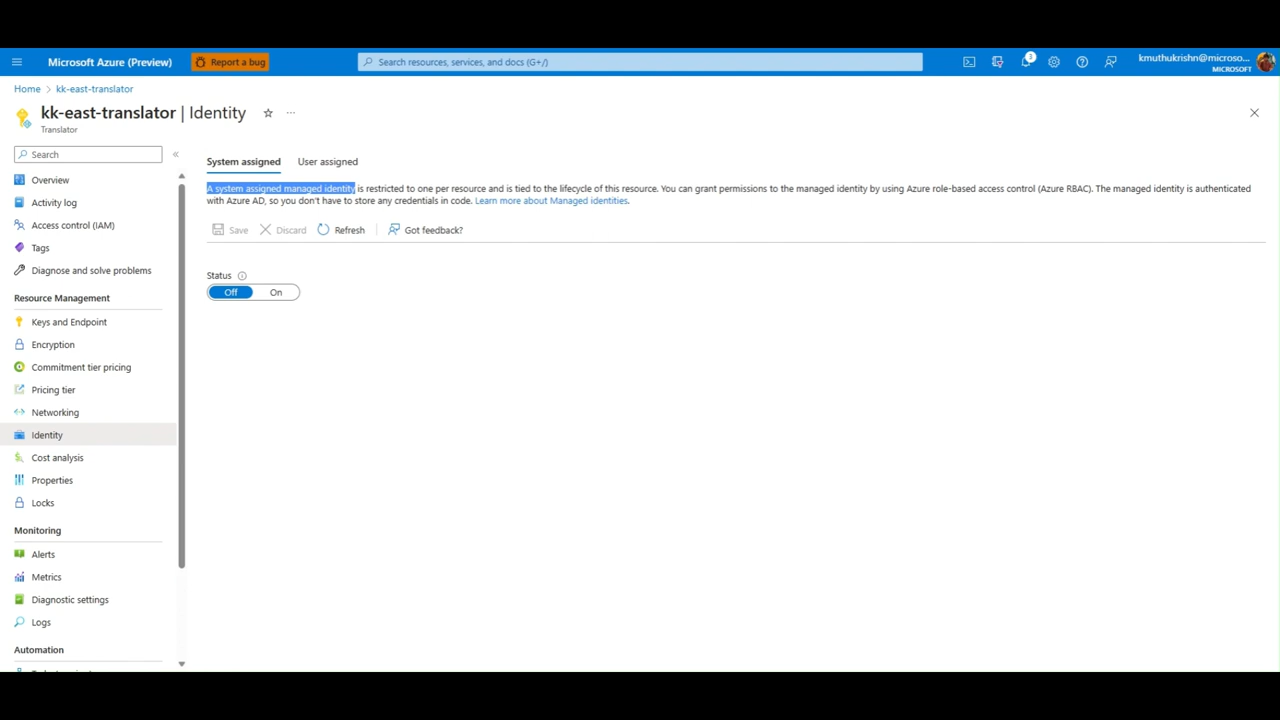 Microsoft Azure (Preview)
Report a bug
Search resources, services, and docs (G+/)
kmuthukrishn@microso...
MICROSOFT
Home > kk-east-translator
kk-east-translator | Identity
Translator
Search
System assigned
User assigned
A system assigned managed identity is restricted to one per resource and is tied to the lifecycle of this resource. You can grant permissions to the managed identity by using Azure role-based access control (Azure RBAC). The managed identity is authenticated
with Azure AD, so you don't have to store any credentials in code. Learn more about Managed identities.
Save
Discard
Refresh
Got feedback?
Status
Off
On
Overview
Activity log
Access control (IAM)
Tags
Diagnose and solve problems
Resource Management
Keys and Endpoint
Encryption
Commitment tier pricing
Pricing tier
Networking
Identity
Cost analysis
Properties
Locks
Monitoring
Alerts
Metrics
Diagnostic settings
Logs
Automation